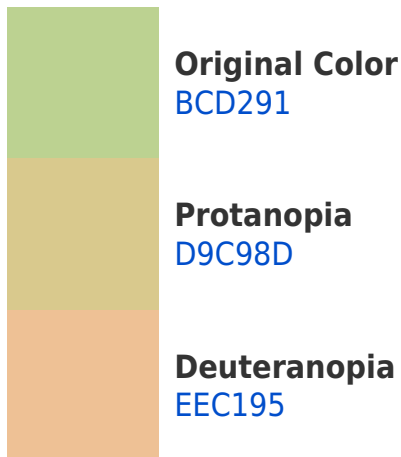 Original Color
BCD291
Protanopia
D9C98D
Deuteranopia
EEC195